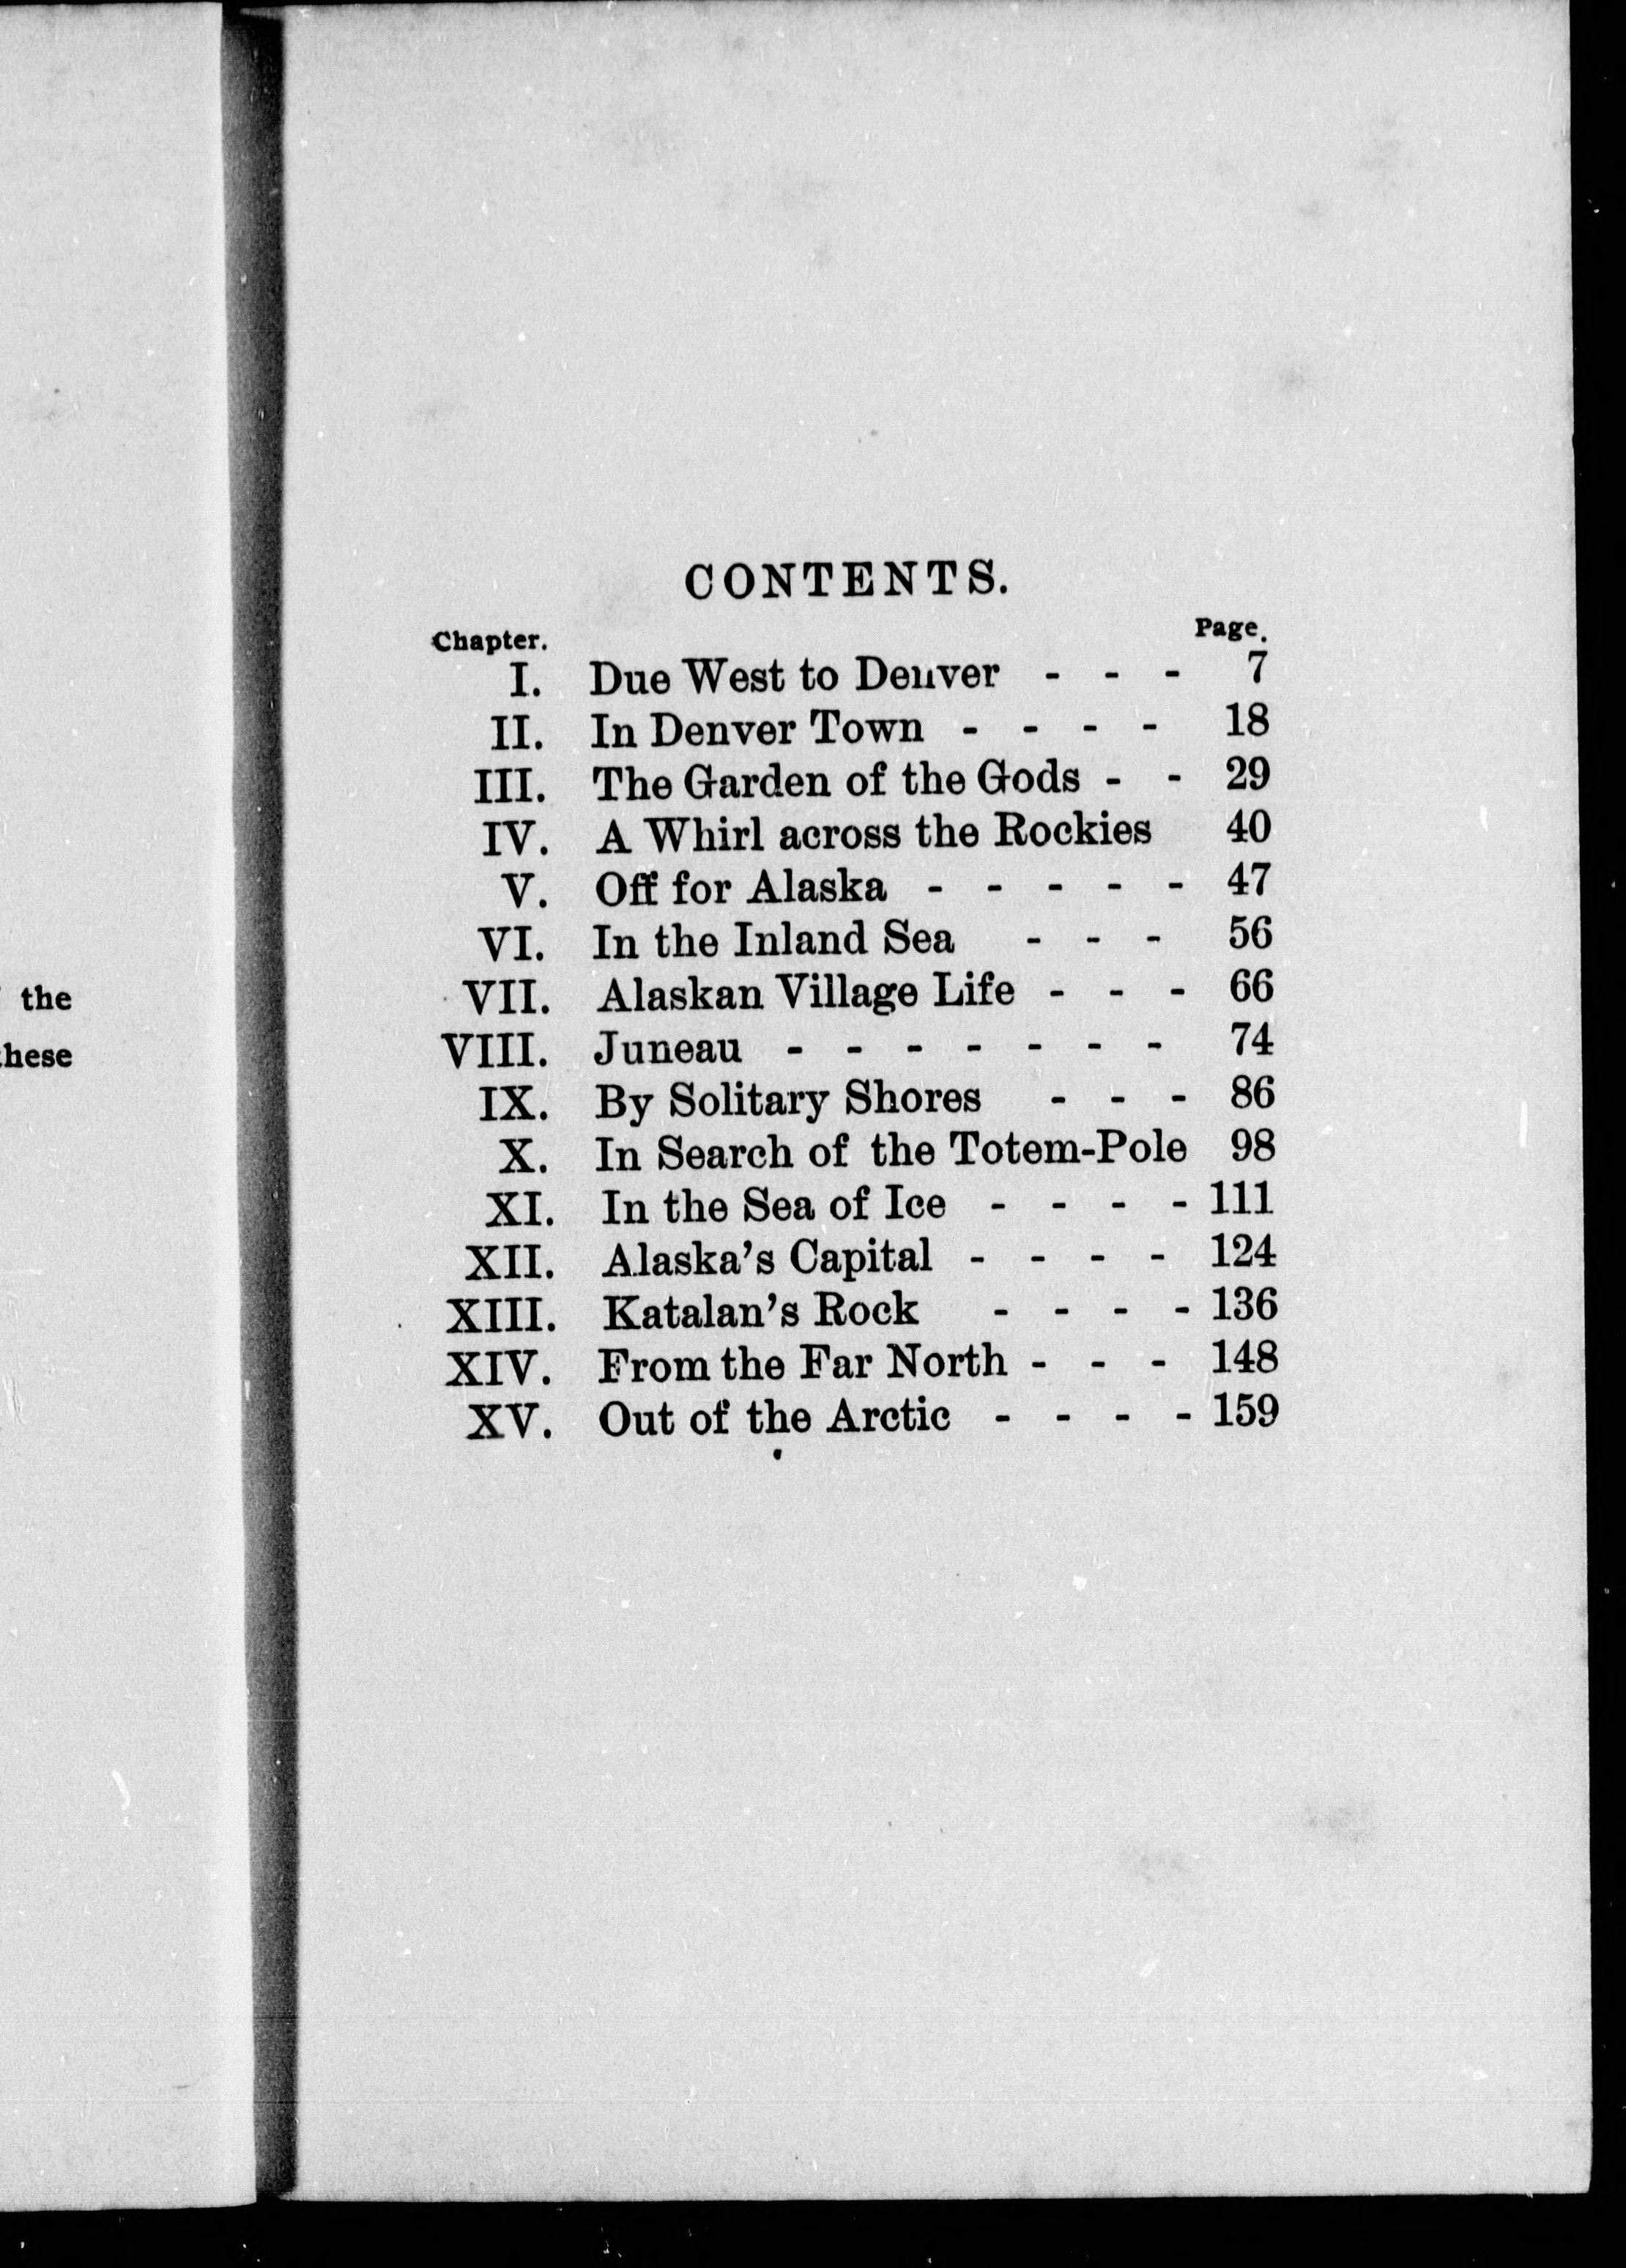 the
these
CONTENTS.
Chapter. Page.
I. Due West to Denver - - - 7
II. In Denver Town - - - - 18
III. The Garden of the Gods - - 29
IV. A Whirl across the Rockies 40
V. Off for Alaska - - - - - 47
VI. In the Inland Sea - - - 56
VII. Alaskan Village Life - - - 66
VIII. Juneau - - - - - - - 74
IX. By Solitary Shores - - - 86
X. In Search of the Totem-Pole 98
XI. In the Sea of Ice - - - - 111
XII. Alaska's Capital - - - - 124
XIII. Katalan's Rock - - - - 136
XIV. From the Far North - - - 148
XV. Out of the Arctic - - - - 159